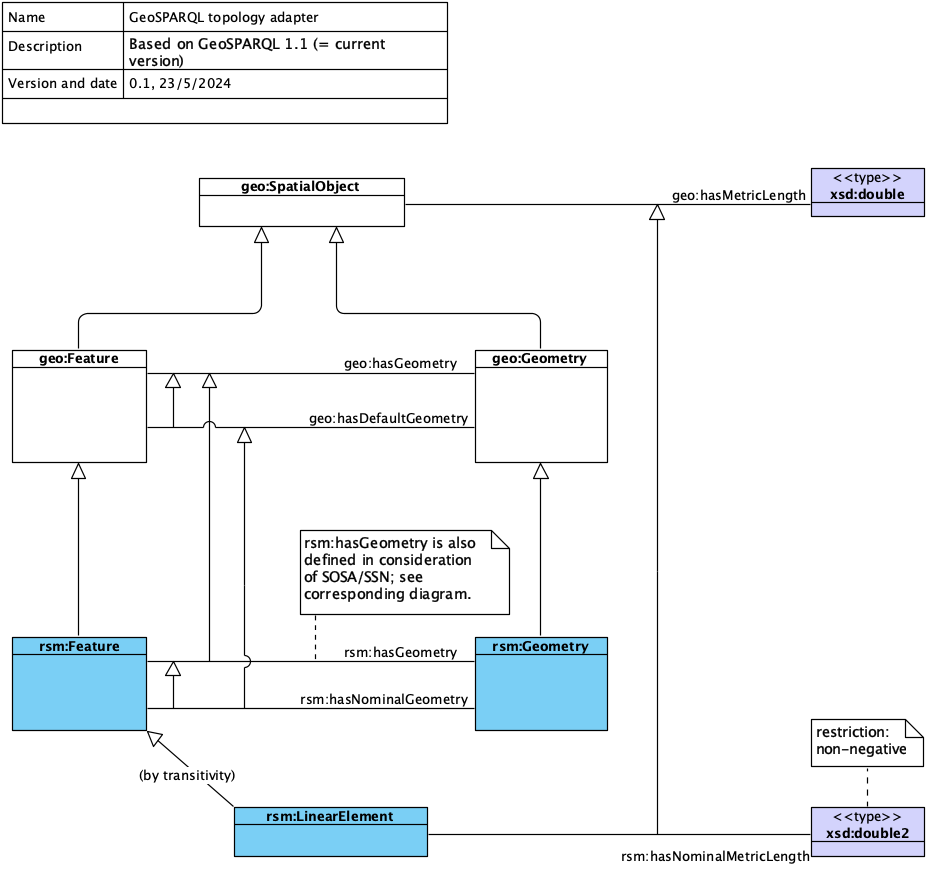 Name
GeoSPARQL topology adapter
Description
Based on GeoSPARQL 1.1 (= current
version)
Version and date
0.1, 23/5/2024
geo:SpatialObject
geo:hasMetricLength
<<type>>
xsd:double
geo:Feature
geo:hasGeometry
geo:Geometry
geo:hasDefaultGeometry
rsm:hasGeometry is also
defined in consideration
of SOSA/SSN; see
corresponding diagram.
rsm:Feature
rsm:hasGeometry
rsm:Geometry
rsm:hasNominalGeometry
restriction:
non-negative
(by transitivity)
rsm:LinearElement
<<type>>
xsd:double2
rsm:hasNominalMetricLength